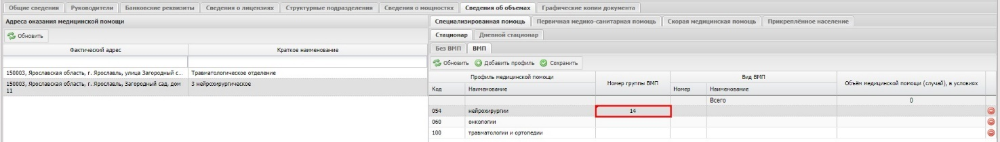 Общие сведения Руководители Банковские реквизиты Сведения о лицензиях Структурные подразделения Сведения о мощностях Сведения об объемах Графические копии документа
Адреса оказания медицинской помощи
Обновить
Фактический адрес Краткое наименование
150003, Ярославская область, г. Ярославль, улица Загородный с... Травматологическое отделение
150003, Ярославская область, г. Ярославль, Загородный сад, дом 3 нейрохирургическое
11
Специализированная помощь Первичная медико-санитарная помощь Скорая медицинская помощь Прикреплённое население
Стационар Дневной стационар
Без ВМП ВМП
Обновить Добавить профиль Сохранить
Профиль медицинской помощи Номер группы ВМП Вид ВМП Объём медицинской помощи (случай), в условиях
Код Наименование Номер Наименование
Всего 0
054 нейрохирургии 14
060 онкологии
100 травматологии и ортопедии